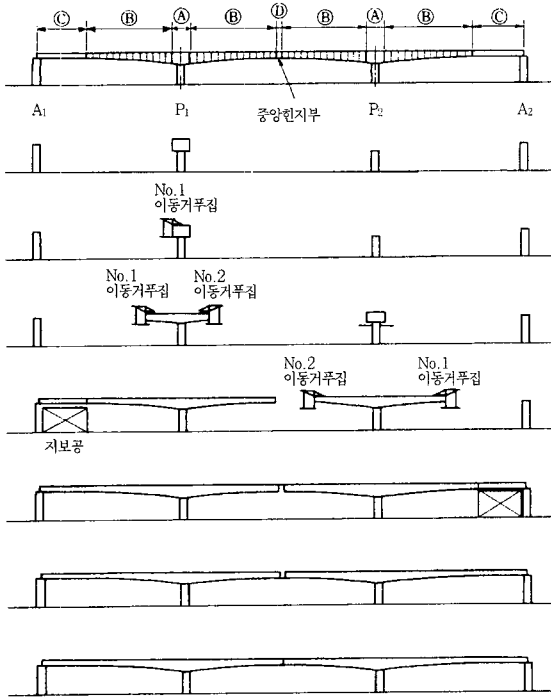 Ⓒ Ⓑ Ⓐ Ⓑ Ⓓ Ⓑ Ⓐ Ⓑ Ⓒ
A₁ P₁ 중앙힌지부 P₂ A₂
No.1
이동거푸집
No.1 No.2
이동거푸집 이동거푸집
No.2 No.1
이동거푸집 이동거푸집
지보공